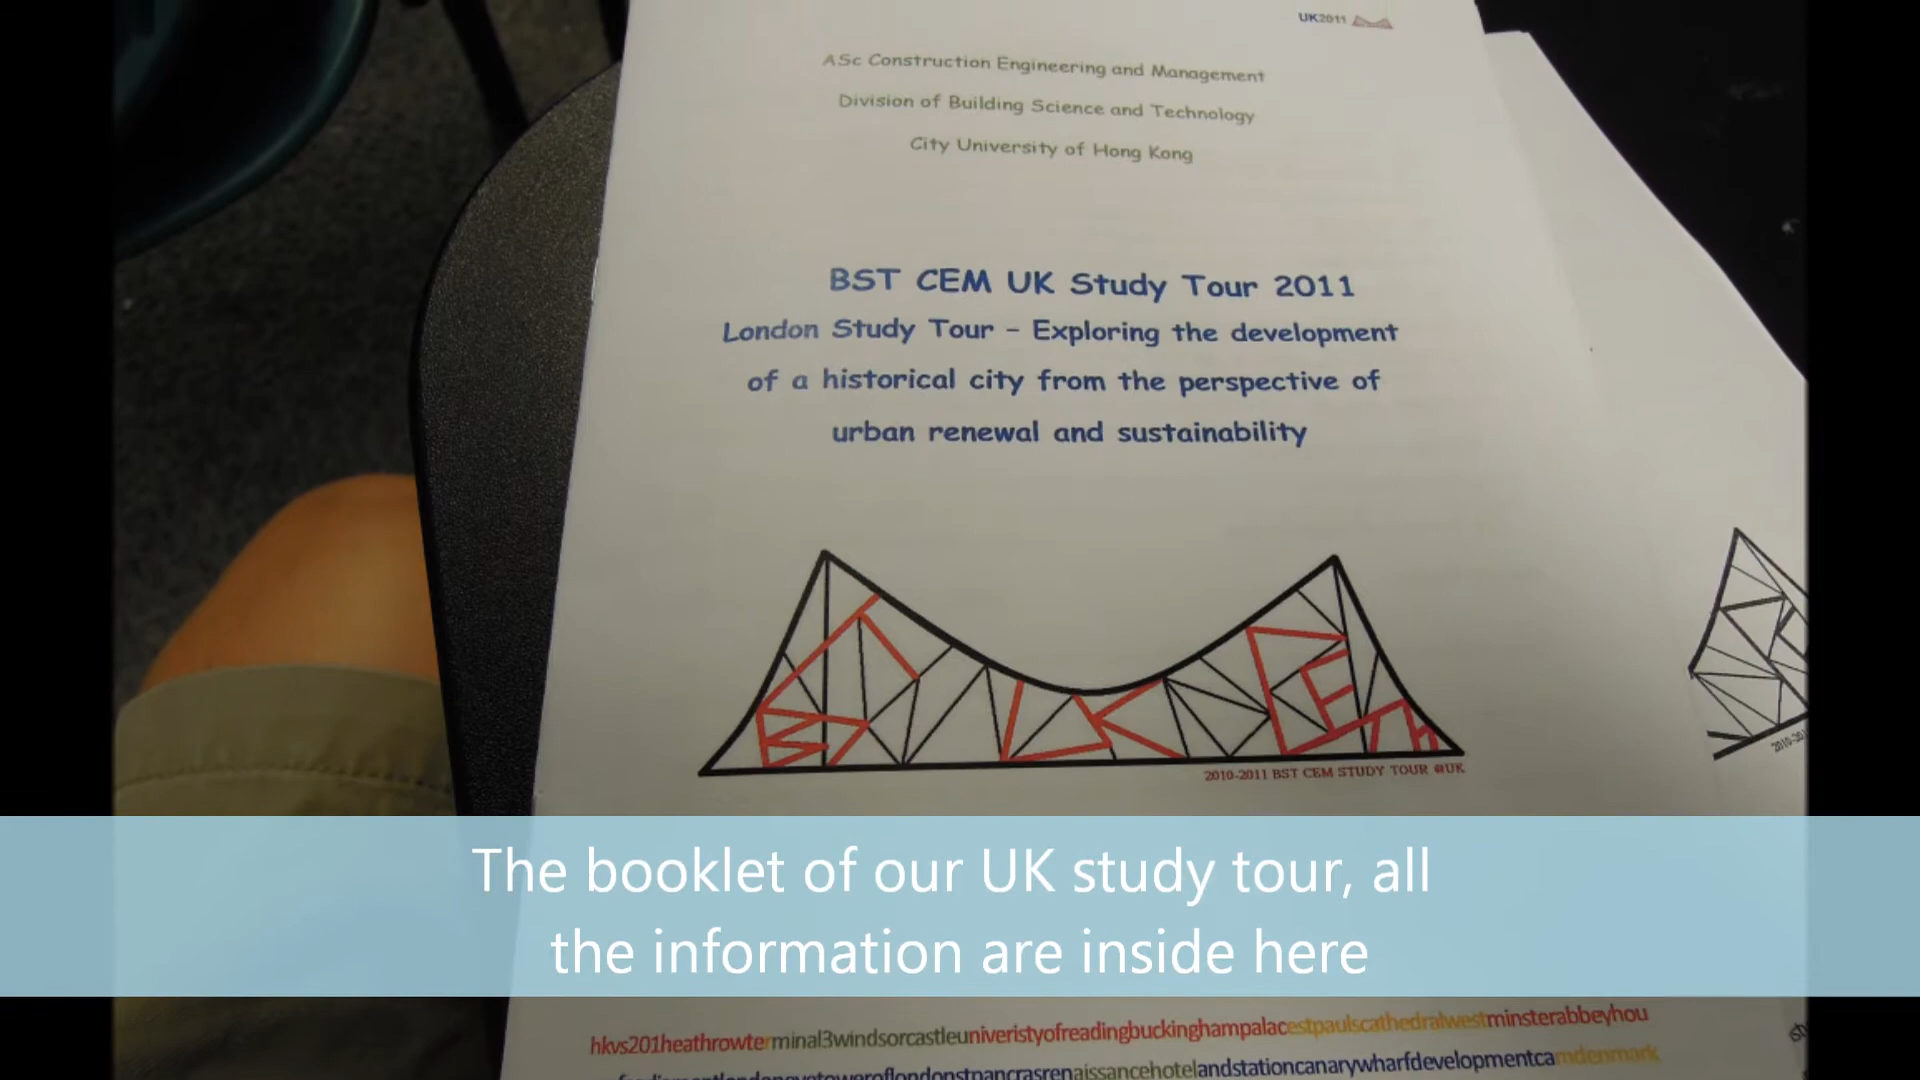 UK2011
ASc Construction Engineering and Management
Division of Building Science and Technology
City University of Hong Kong
BST CEM UK Study Tour 2011
London Study Tour – Exploring the development
of a historical city from the perspective of
urban renewal and sustainability
2010-2011 BST CEM STUDY TOUR @UK
The booklet of our UK study tour, all
the information are inside here
hkvs201heathrowterminal3windsorcastleuniveristyofreadingbuckinghampalacestpaulscathedralwestminsterabbeyhou